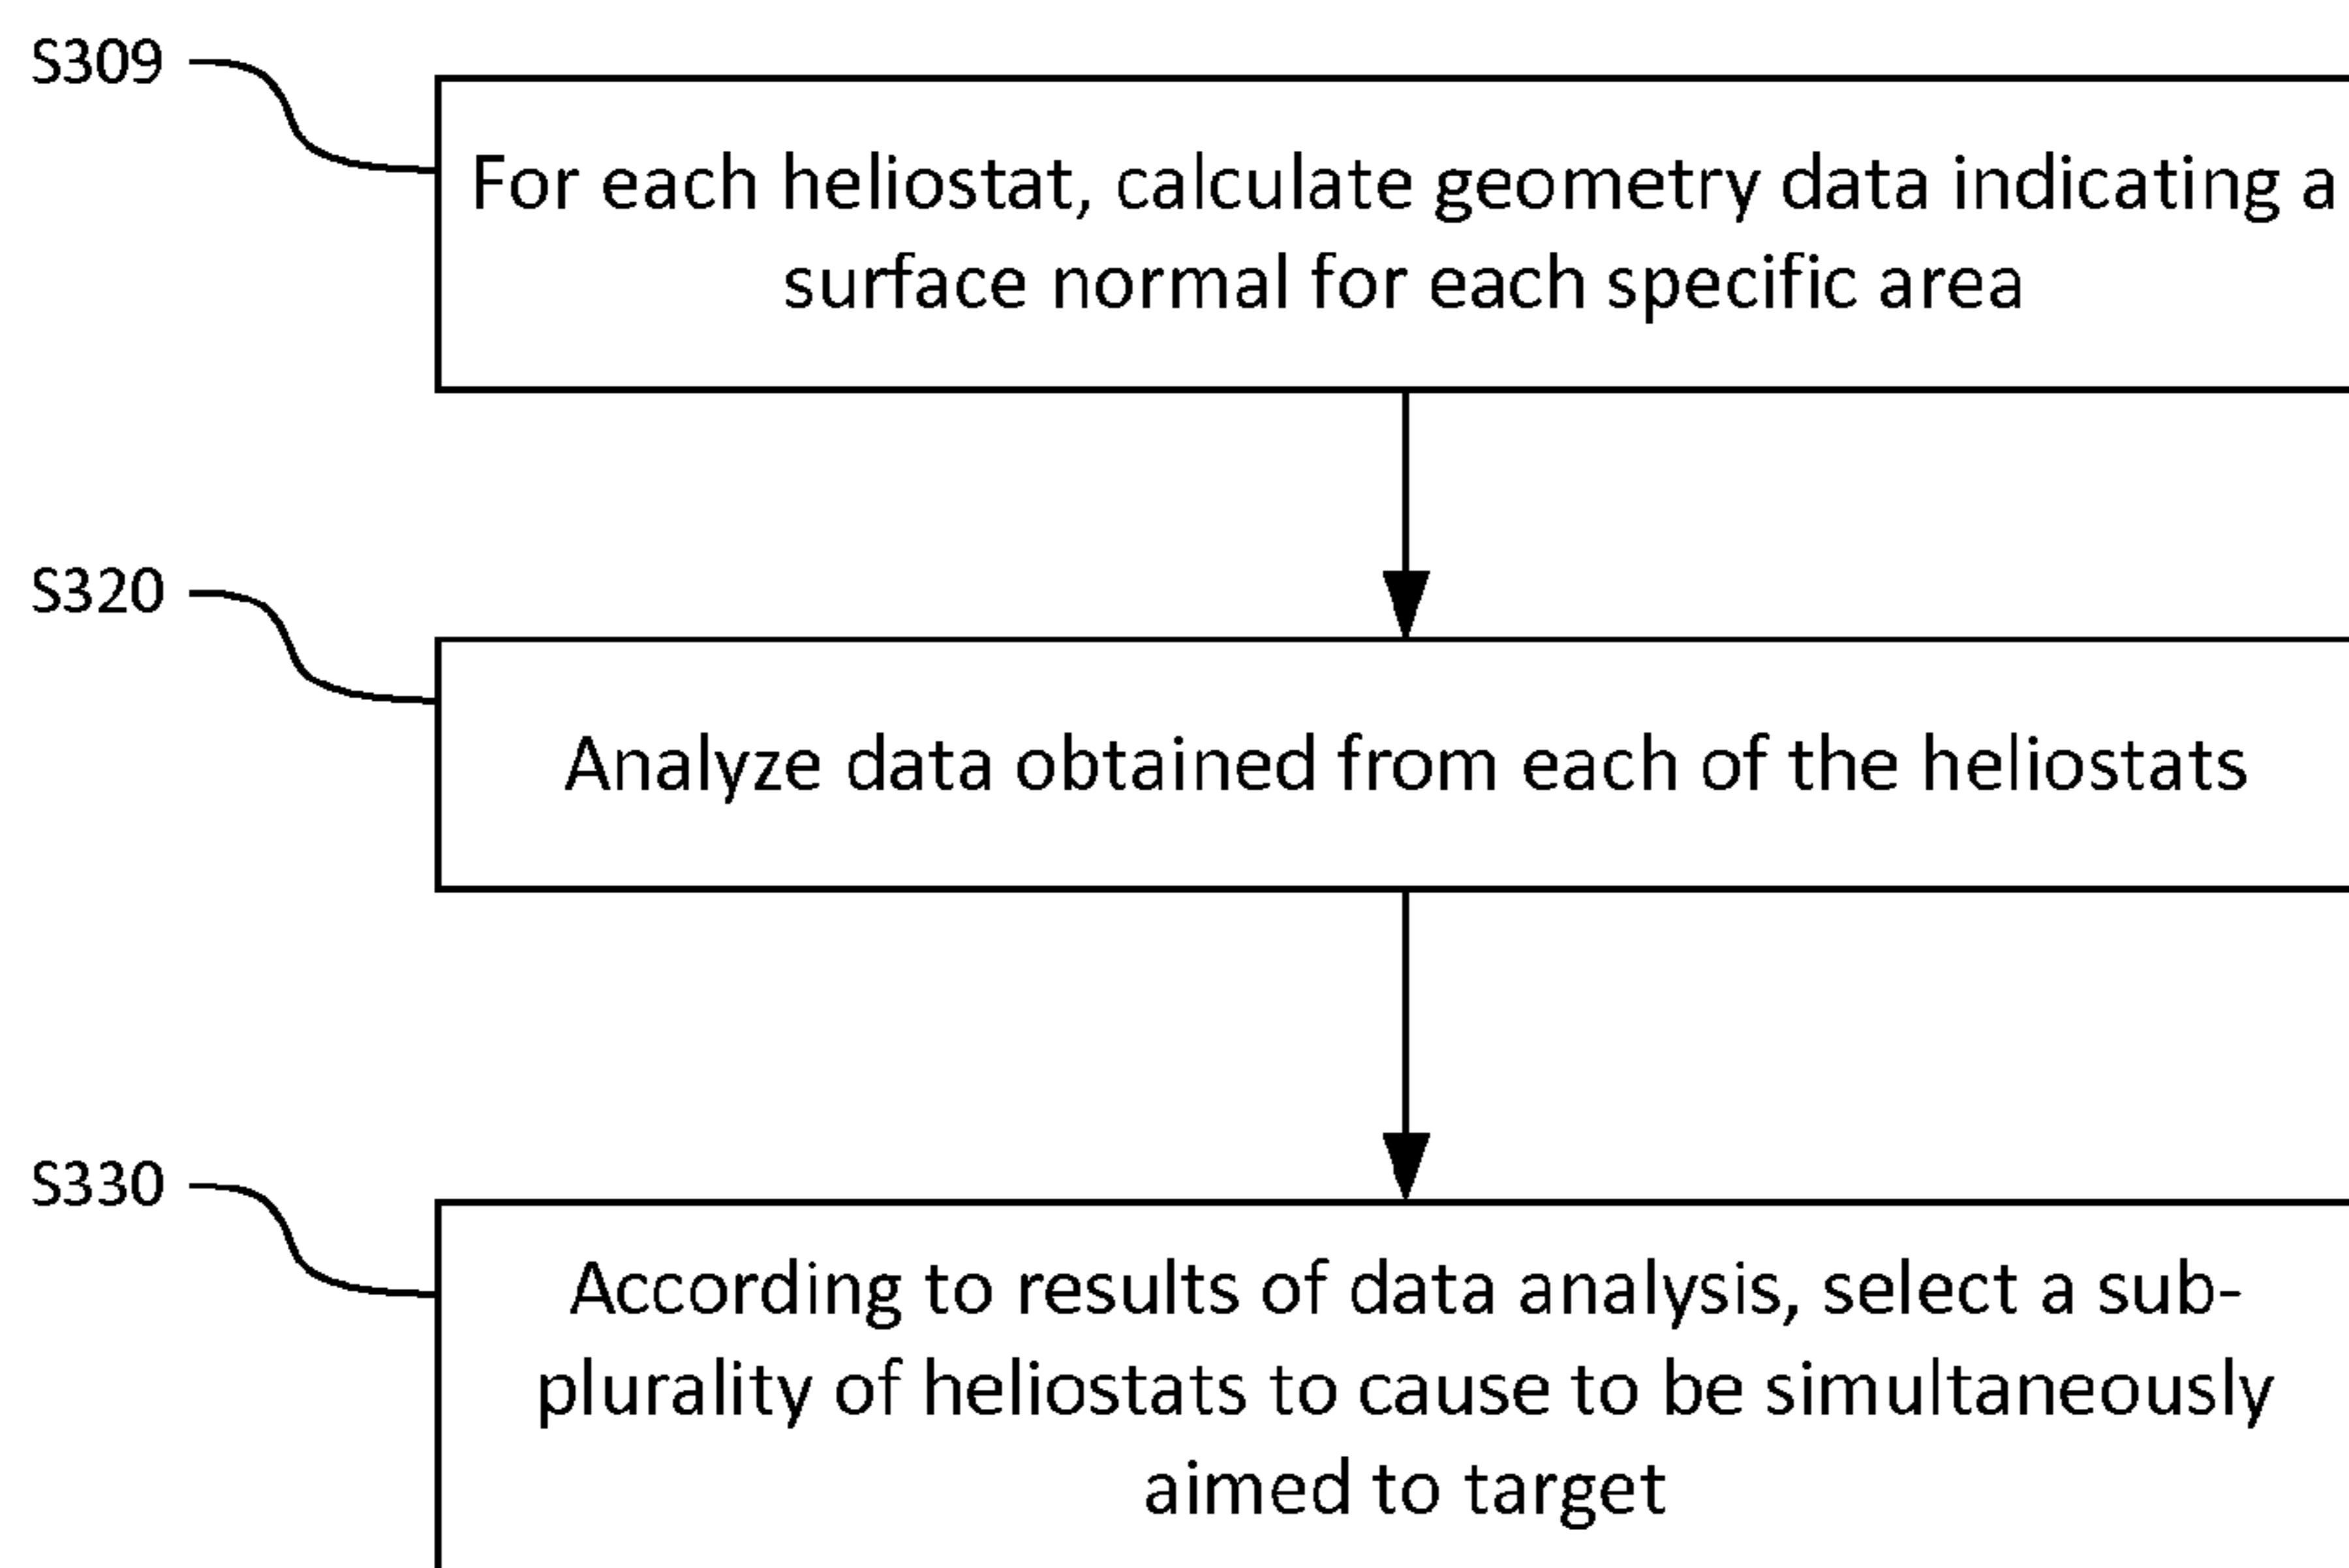 S309
For each heliostat, calculate geometry data indicating a
surface normal for each specific area
S320
Analyze data obtained from each of the heliostats
S330
According to results of data analysis, select a sub-
plurality of heliostats to cause to be simultaneously
aimed to target